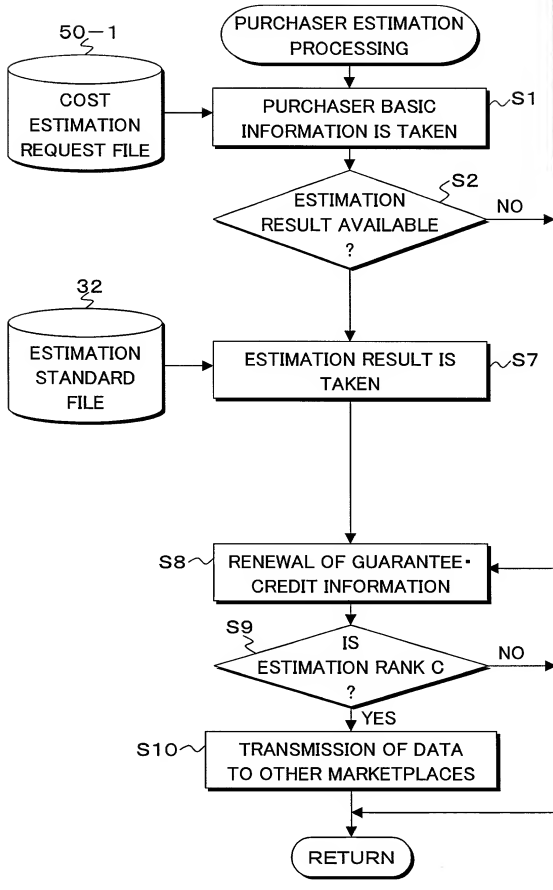 50-1
PURCHASER ESTIMATION
PROCESSING
COST
ESTIMATION
REQUEST FILE
PURCHASER BASIC
INFORMATION IS TAKEN
S1
S2
ESTIMATION
RESULT AVAILABLE
?
NO
32
ESTIMATION
STANDARD
FILE
ESTIMATION RESULT IS
TAKEN
S7
S8
RENEWAL OF GUARANTEE·
CREDIT INFORMATION
S9
IS
ESTIMATION RANK C
?
NO
YES
S10
TRANSMISSION OF DATA
TO OTHER MARKETPLACES
RETURN